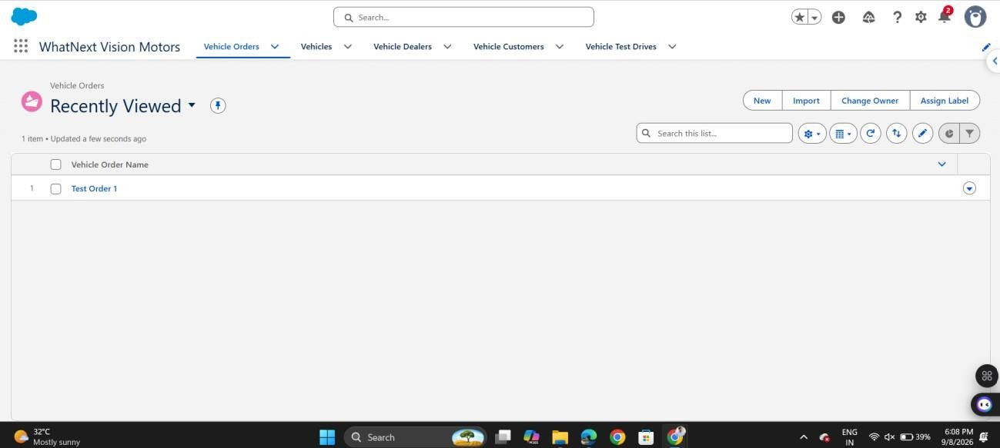 Search...
2
WhatNext Vision Motors
Vehicle Orders
Vehicles
Vehicle Dealers
Vehicle Customers
Vehicle Test Drives
Vehicle Orders
Recently Viewed
New
Import
Change Owner
Assign Label
1 item • Updated a few seconds ago
Search this list...
Vehicle Order Name
1
Test Order 1
32°C
Mostly sunny
Search
M365
ENG
IN
39%
6:08 PM
9/8/2026